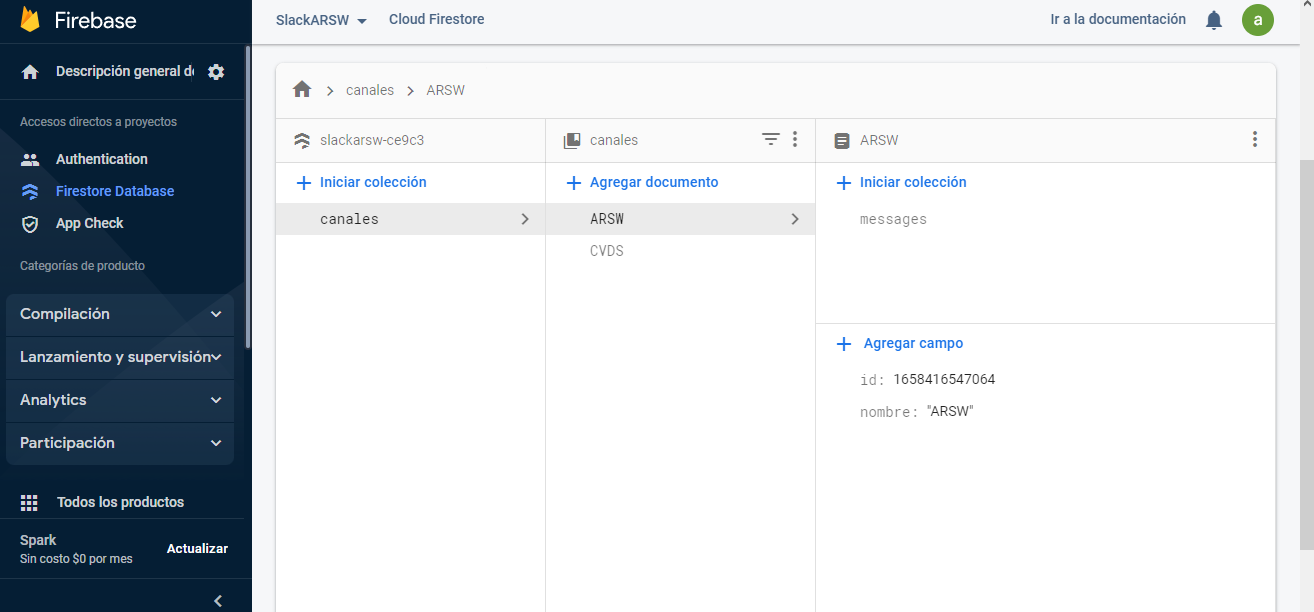 Firebase
Descripción general de
Accesos directos a proyectos
Authentication
Firestore Database
App Check
Categorías de producto
Compilación
Lanzamiento y supervisión
Analytics
Participación
Todos los productos
Spark
Sin costo $0 por mes
Actualizar
SlackARSW
Cloud Firestore
Ir a la documentación
a
canales
ARSW
slackarsw-ce9c3
Iniciar colección
canales
canales
Agregar documento
ARSW
CVDS
ARSW
Iniciar colección
messages
Agregar campo
id: 1658416547064
nombre: "ARSW"